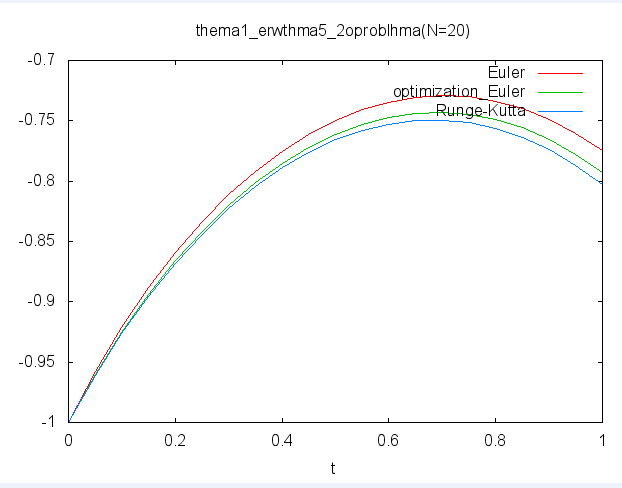 thema1_erwthma5_2oproblhma(N=20)
-0.7
Euler
optimization_Euler
Runge-Kutta
-0.75
-0.8
-0.85
-0.9
-0.95
-1
0 0.2 0.4 0.6 0.8 1
t